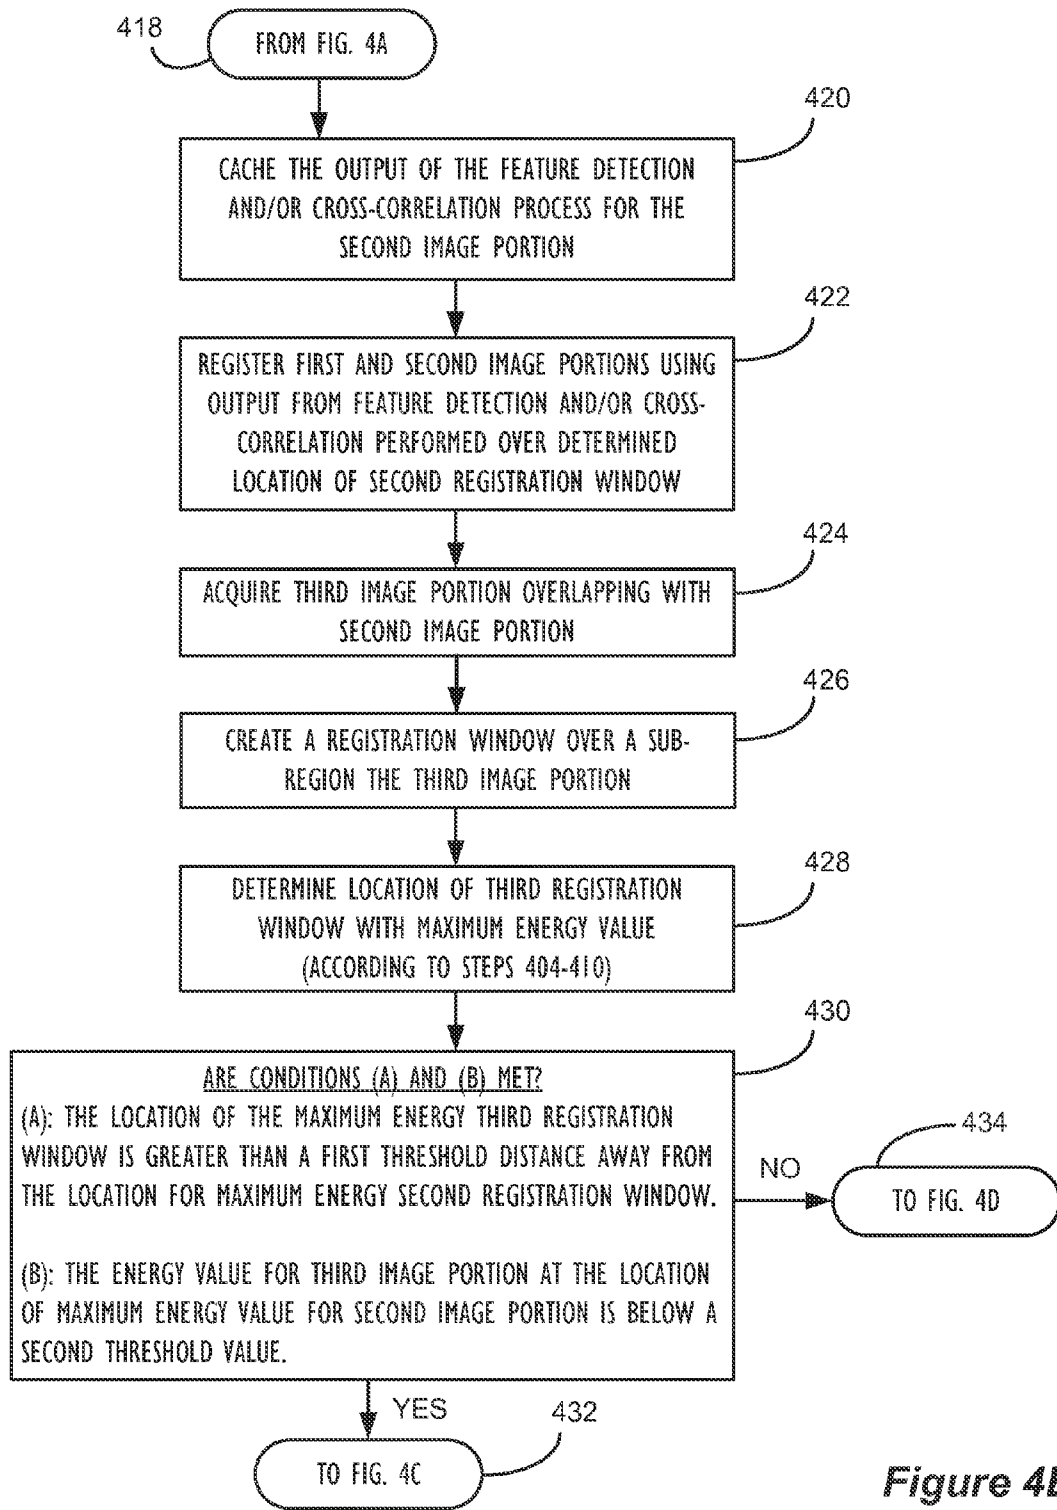 418
FROM FIG. 4A
420
CACHE THE OUTPUT OF THE FEATURE DETECTION
AND/OR CROSS-CORRELATION PROCESS FOR THE
SECOND IMAGE PORTION
422
REGISTER FIRST AND SECOND IMAGE PORTIONS USING
OUTPUT FROM FEATURE DETECTION AND/OR CROSS-
CORRELATION PERFORMED OVER DETERMINED
LOCATION OF SECOND REGISTRATION WINDOW
424
ACQUIRE THIRD IMAGE PORTION OVERLAPPING WITH
SECOND IMAGE PORTION
426
CREATE A REGISTRATION WINDOW OVER A SUB-
REGION THE THIRD IMAGE PORTION
428
DETERMINE LOCATION OF THIRD REGISTRATION
WINDOW WITH MAXIMUM ENERGY VALUE
(ACCORDING TO STEPS 404-410)
430
ARE CONDITIONS (A) AND (B) MET?
(A): THE LOCATION OF THE MAXIMUM ENERGY THIRD REGISTRATION
WINDOW IS GREATER THAN A FIRST THRESHOLD DISTANCE AWAY FROM
THE LOCATION FOR MAXIMUM ENERGY SECOND REGISTRATION WINDOW.
(B): THE ENERGY VALUE FOR THIRD IMAGE PORTION AT THE LOCATION
OF MAXIMUM ENERGY VALUE FOR SECOND IMAGE PORTION IS BELOW A
SECOND THRESHOLD VALUE.
NO
434
TO FIG. 4D
YES
432
TO FIG. 4C
Figure